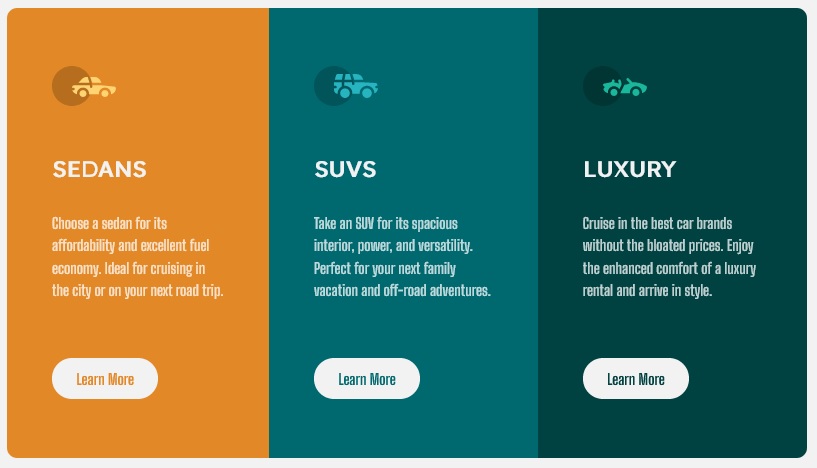 SEDANS
Choose a sedan for its
affordability and excellent fuel
economy. Ideal for cruising in
the city or on your next road trip.
Learn More
SUVS
Take an SUV for its spacious
interior, power, and versatility.
Perfect for your next family
vacation and off-road adventures.
Learn More
LUXURY
Cruise in the best car brands
without the bloated prices. Enjoy
the enhanced comfort of a luxury
rental and arrive in style.
Learn More